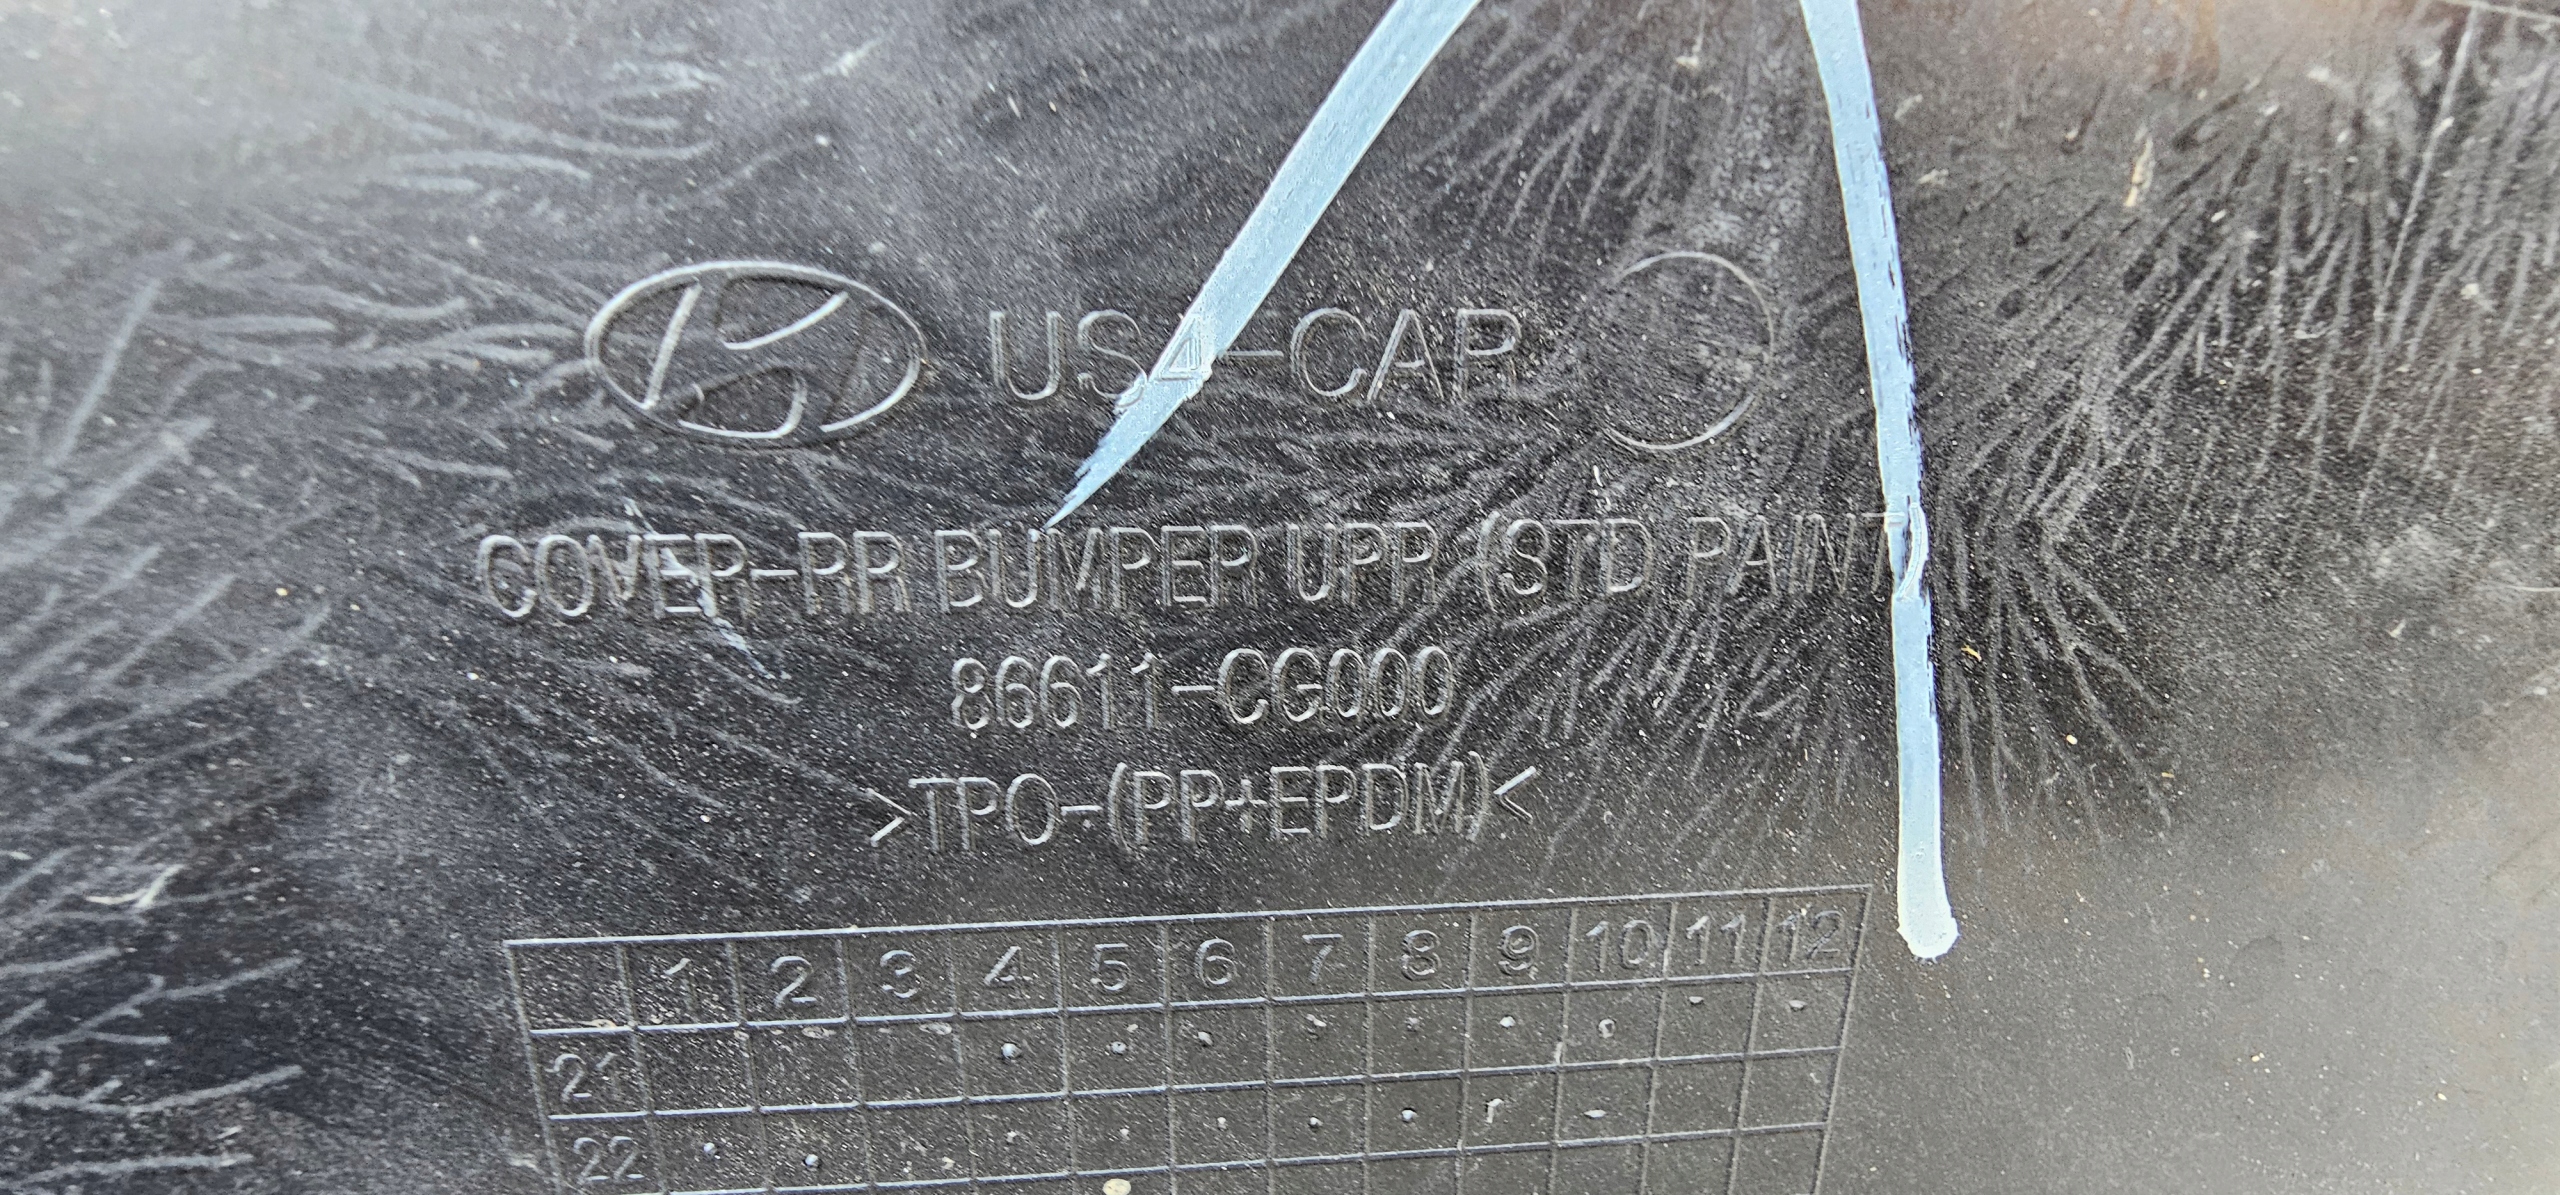 USA-CAR
COVER-RR BUMPER UPR (STD PAINT)
86611-CG000
>TPO-(PP+EPDM)<
1 2 3 4 5 6 7 8 9 10 11 12
21
22